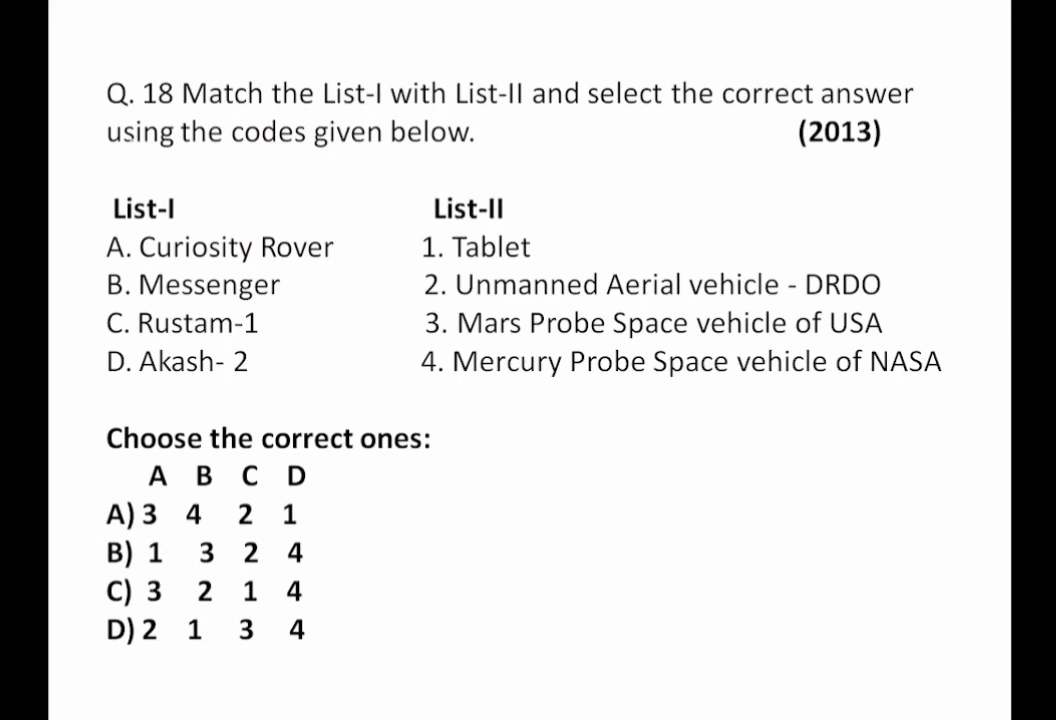 Q. 18 Match the List-I with List-II and select the correct answer
using the codes given below. (2013)
List-I List-II
A. Curiosity Rover 1. Tablet
B. Messenger 2. Unmanned Aerial vehicle - DRDO
C. Rustam-1 3. Mars Probe Space vehicle of USA
D. Akash- 2 4. Mercury Probe Space vehicle of NASA
Choose the correct ones:
A B C D
A) 3 4 2 1
B) 1 3 2 4
C) 3 2 1 4
D) 2 1 3 4